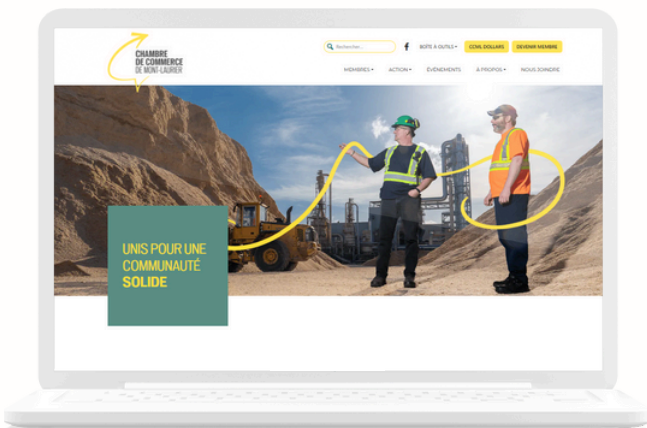 CHAMBRE
DE COMMERCE
DE MONT-LAURIER
Rechercher...
BOÎTE À OUTILS
CCML DOLLARS
DEVENIR MEMBRE
MEMBRES
ACTION
ÉVÉNEMENTS
À PROPOS
NOUS JOINDRE
UNIS POUR UNE
COMMUNAUTÉ
SOLIDE